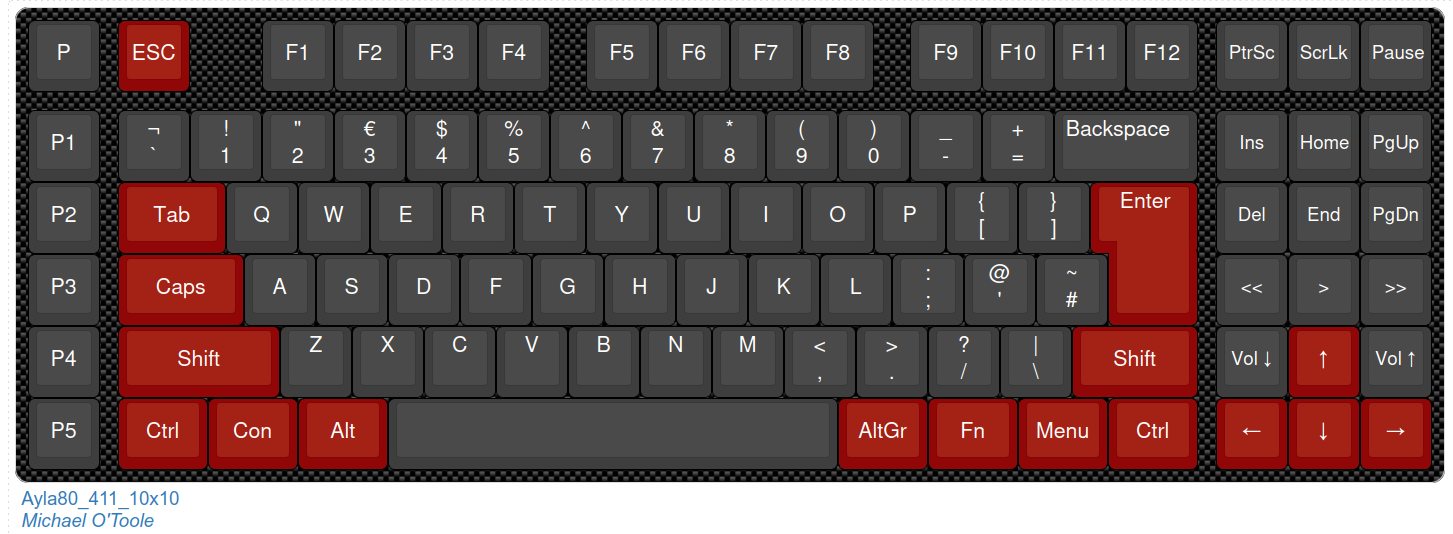 P ESC F1 F2 F3 F4 F5 F6 F7 F8 F9 F10 F11 F12 PtrSc ScrLk Pause
¬ ! " € $ % ^ & * ( ) _ + Backspace
P1 ` 1 2 3 4 5 6 7 8 9 0 - = Ins Home PgUp
{ } Enter
P2 Tab Q W E R T Y U I O P [ ] Del End PgDn
: @ ~
P3 Caps A S D F G H J K L ; ' # << > >>
Z X C V B N M < > ? |
P4 Shift , . / \ Shift Vol ↓ ↑ Vol ↑
P5 Ctrl Con Alt AltGr Fn Menu Ctrl ← ↓ →
Ayla80_411_10x10
Michael O'Toole